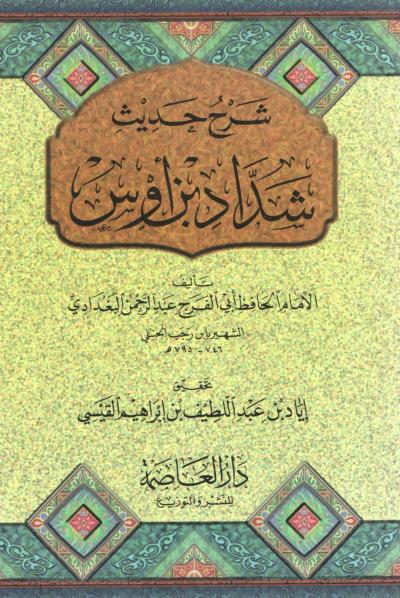 شرح حديث
شداد بن أوس
تأليف
الإمام الحافظ أبي الفرج عبد الرحمن البغدادي
الشهير بابن رجب الحنبلي
٧٤٦ - ٧٩٥ هـ
تحقيق
إياد بن عبد اللطيف بن إبراهيم القيسي
دار العاصمة
للنشر والتوزيع